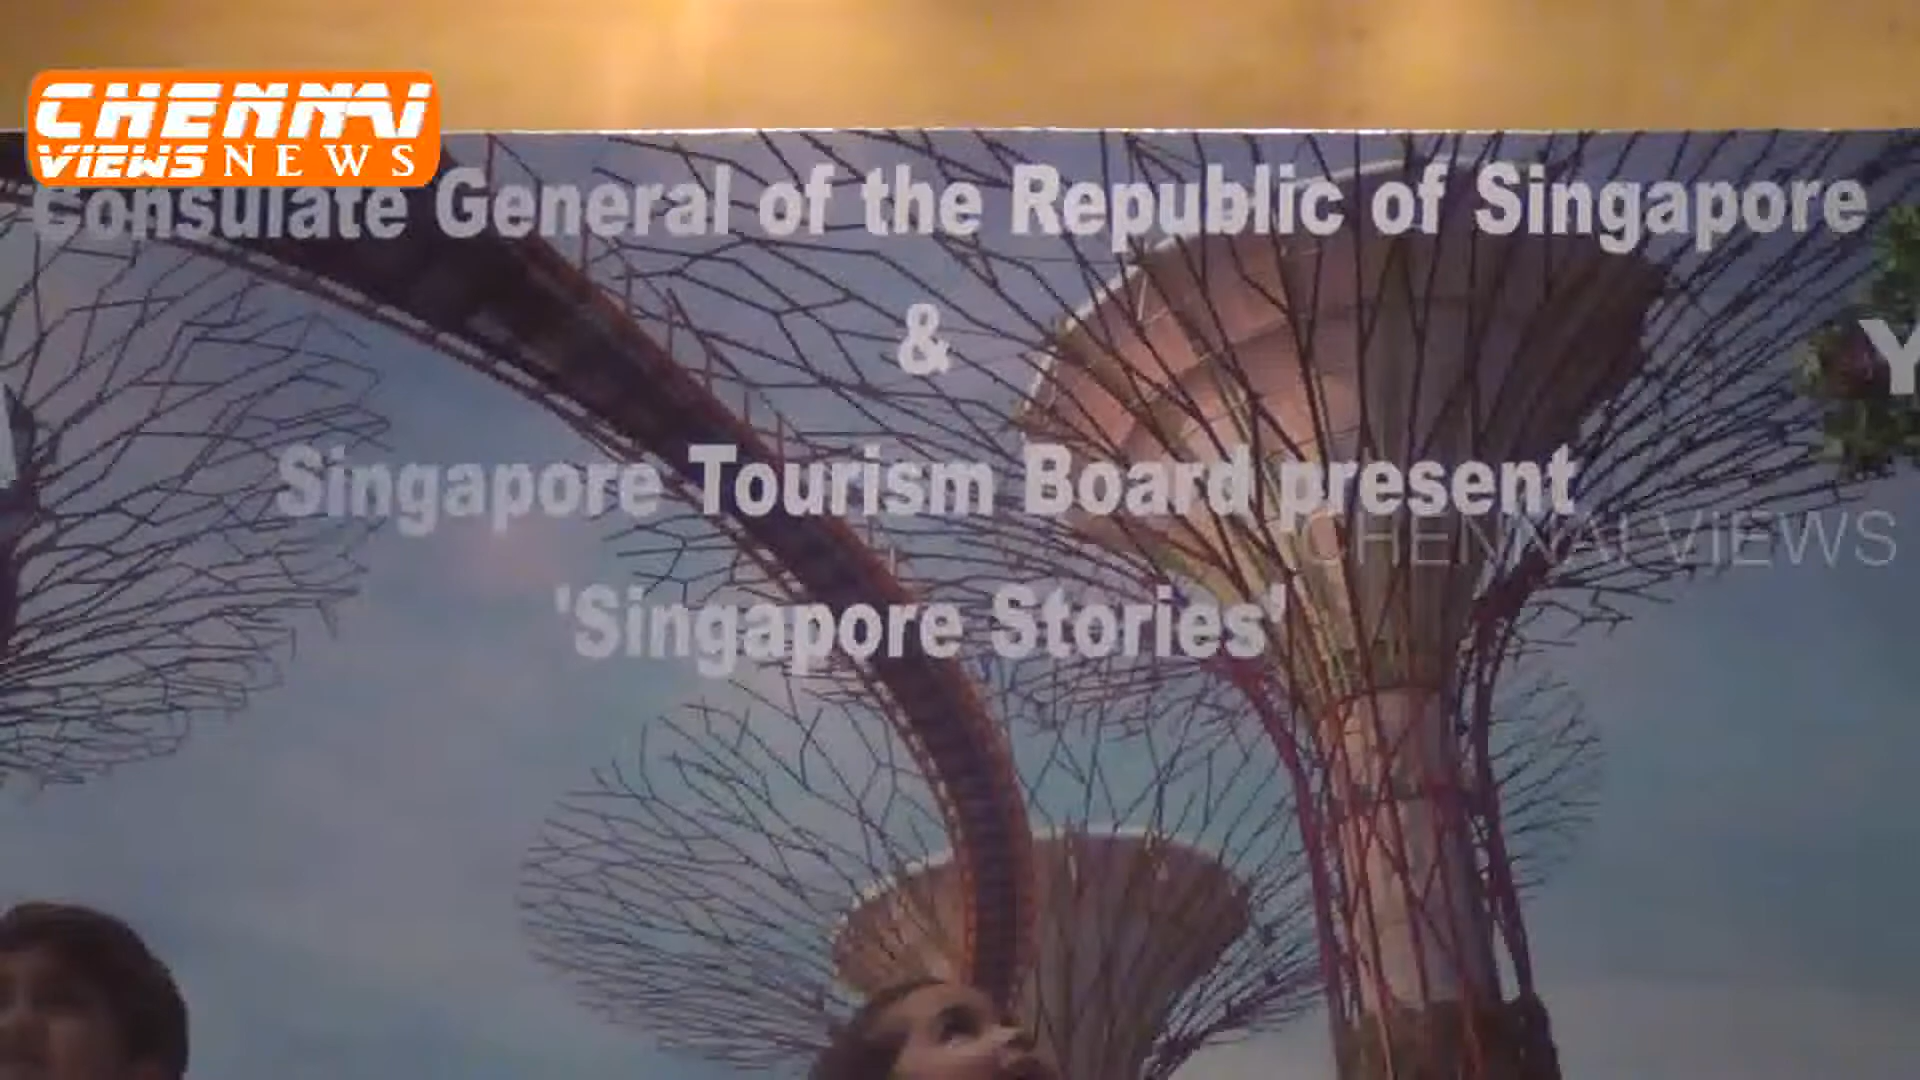 CHENNAI
VIEWS NEWS
Consulate General of the Republic of Singapore
&
Singapore Tourism Board present
CHENNAI VIEWS
'Singapore Stories'
Y